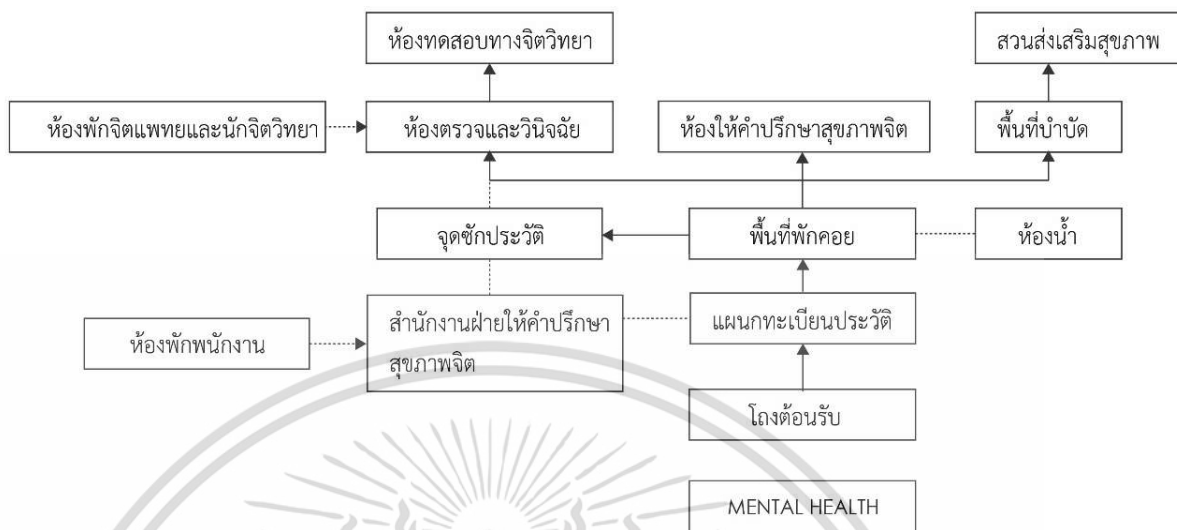 ห้องทดสอบทางจิตวิทยา
สวนส่งเสริมสุขภาพ
ห้องพักจิตแพทยและนักจิตวิทยา
ห้องตรวจและวินิจฉัย
ห้องให้คำปรึกษาสุขภาพจิต
พื้นที่บำบัด
จุดซักประวัติ
พื้นที่พักคอย
ห้องน้ำ
ห้องพักพนักงาน
สำนักงานฝ่ายให้คำปรึกษา
สุขภาพจิต
แผนกทะเบียนประวัติ
โถงต้อนรับ
MENTAL HEALTH